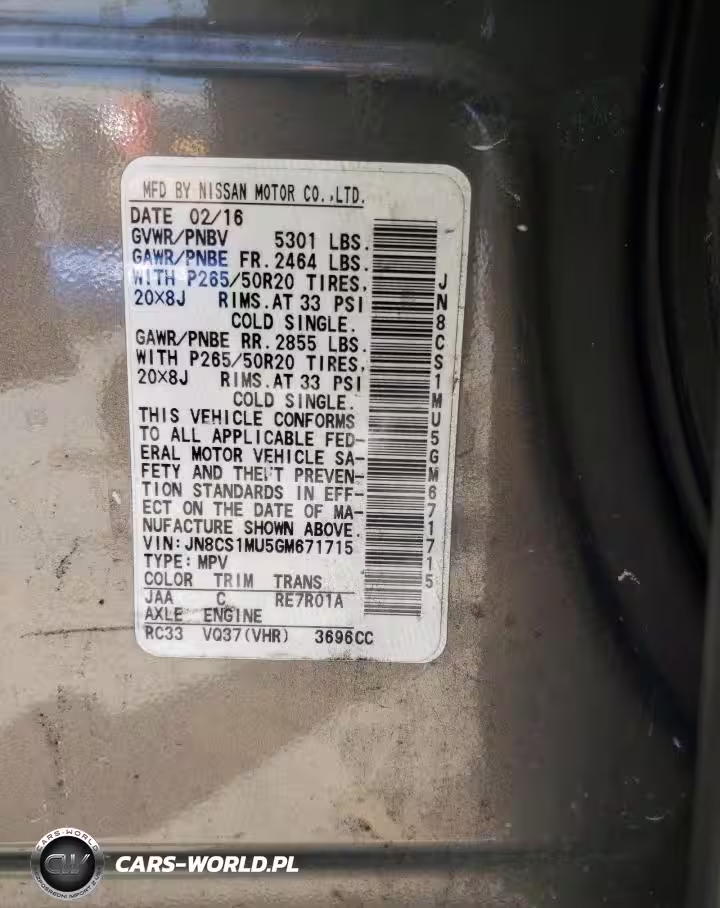 MFD BY NISSAN MOTOR CO.,LTD.
DATE 02/16
GVWR/PNBV 5301 LBS.
GAWR/PNBE FR. 2464 LBS.
WITH P265/50R20 TIRES,
20×8J RIMS.AT 33 PSI
COLD SINGLE.
GAWR/PNBE RR. 2855 LBS.
WITH P265/50R20 TIRES,
20×8J RIMS.AT 33 PSI
COLD SINGLE.
THIS VEHICLE CONFORMS
TO ALL APPLICABLE FED-
ERAL MOTOR VEHICLE SA-
FETY AND THEFT PREVEN-
TION STANDARDS IN EFF-
ECT ON THE DATE OF MA-
NUFACTURE SHOWN ABOVE.
VIN:JN8CS1MU5GM671715
TYPE:MPV
COLOR TRIM TRANS
JAA C RE7R01A
AXLE ENGINE
RC33 VQ37(VHR) 3696CC
JN8CS1MU5GM671715
CARS-WORLD
CW
CARS-WORLD.PL